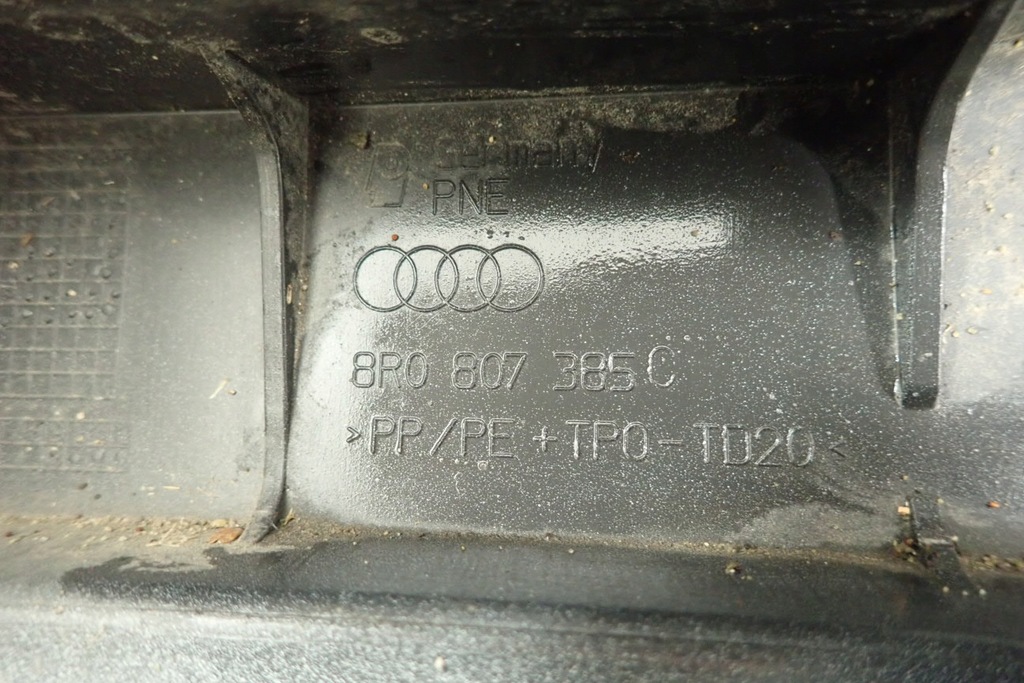 Germany
PNE
8R0 807 385 C
>PP/PE+TPO-TD20<